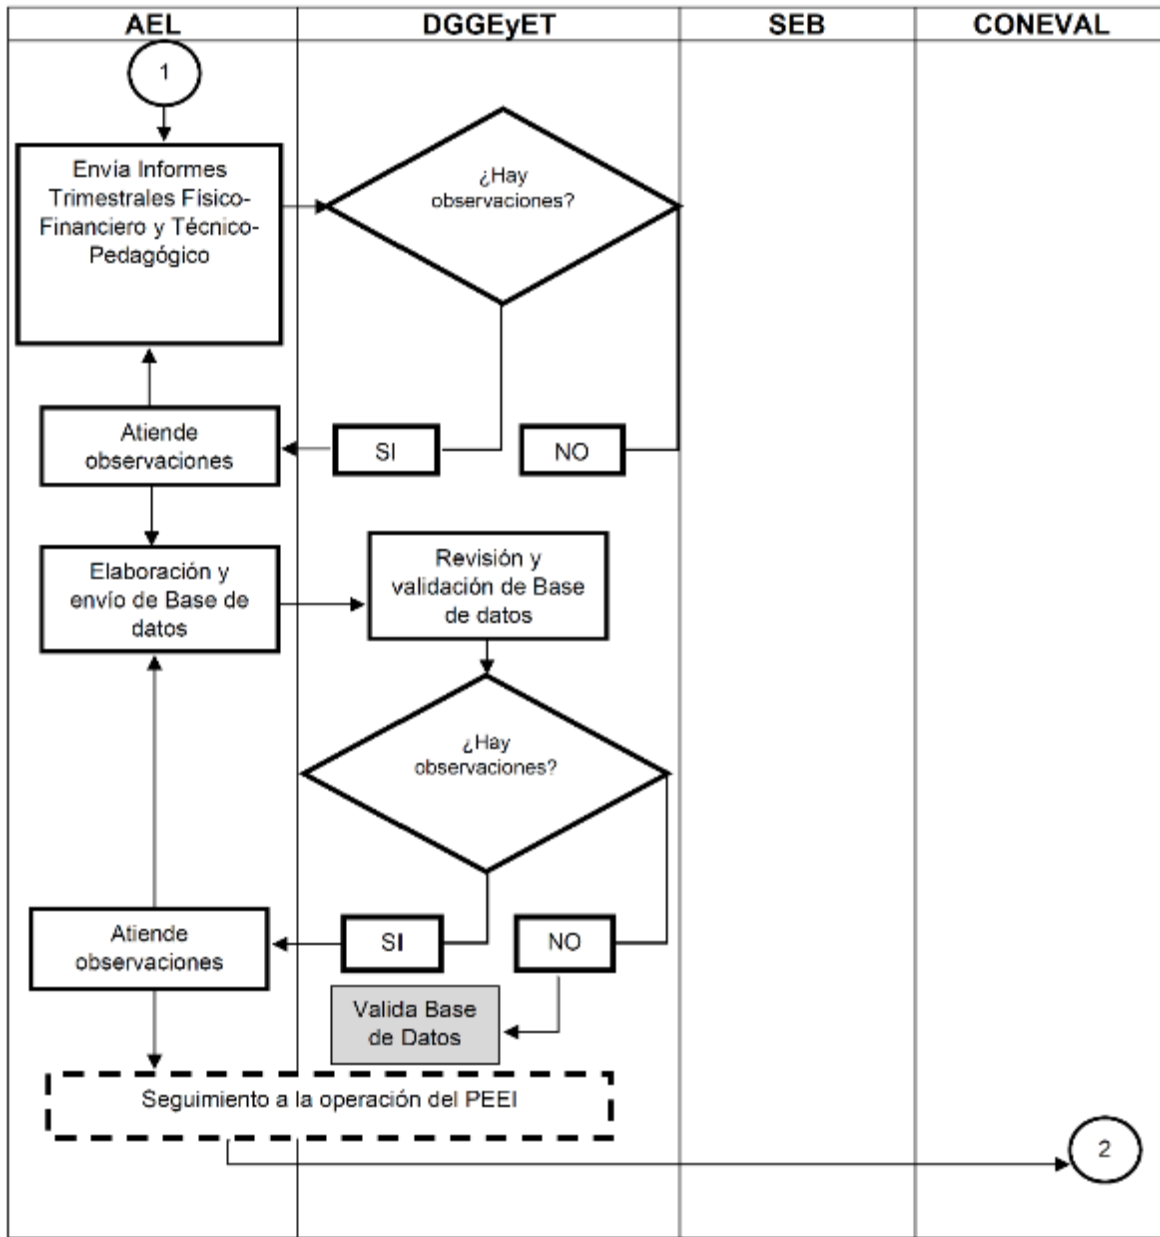 AEL
DGGEyET
SEB
CONEVAL
1
Envía Informes
Trimestrales Físico-
Financiero y Técnico-
Pedagógico
¿Hay
observaciones?
Atiende
observaciones
SI
NO
Elaboración y
envío de Base de
datos
Revisión y
validación de Base
de datos
¿Hay
observaciones?
Atiende
observaciones
SI
NO
Valida Base
de Datos
Seguimiento a la operación del PEEI
2